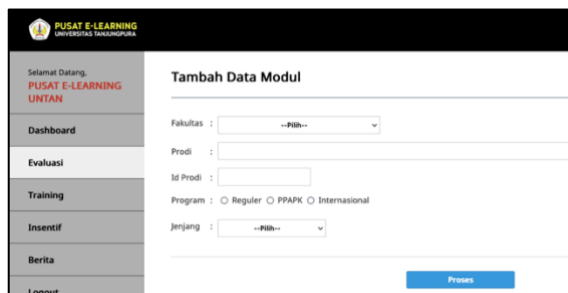 PUSAT E-LEARNING
UNIVERSITAS TANJUNGPURA
Selamat Datang,
PUSAT E-LEARNING
UNTAN
Dashboard
Evaluasi
Training
Insentif
Berita
Logout
Tambah Data Modul
Fakultas : --Pilih--
Prodi :
Id Prodi :
Program : Reguler PPAPK Internasional
Jenjang : --Pilih--
Proses